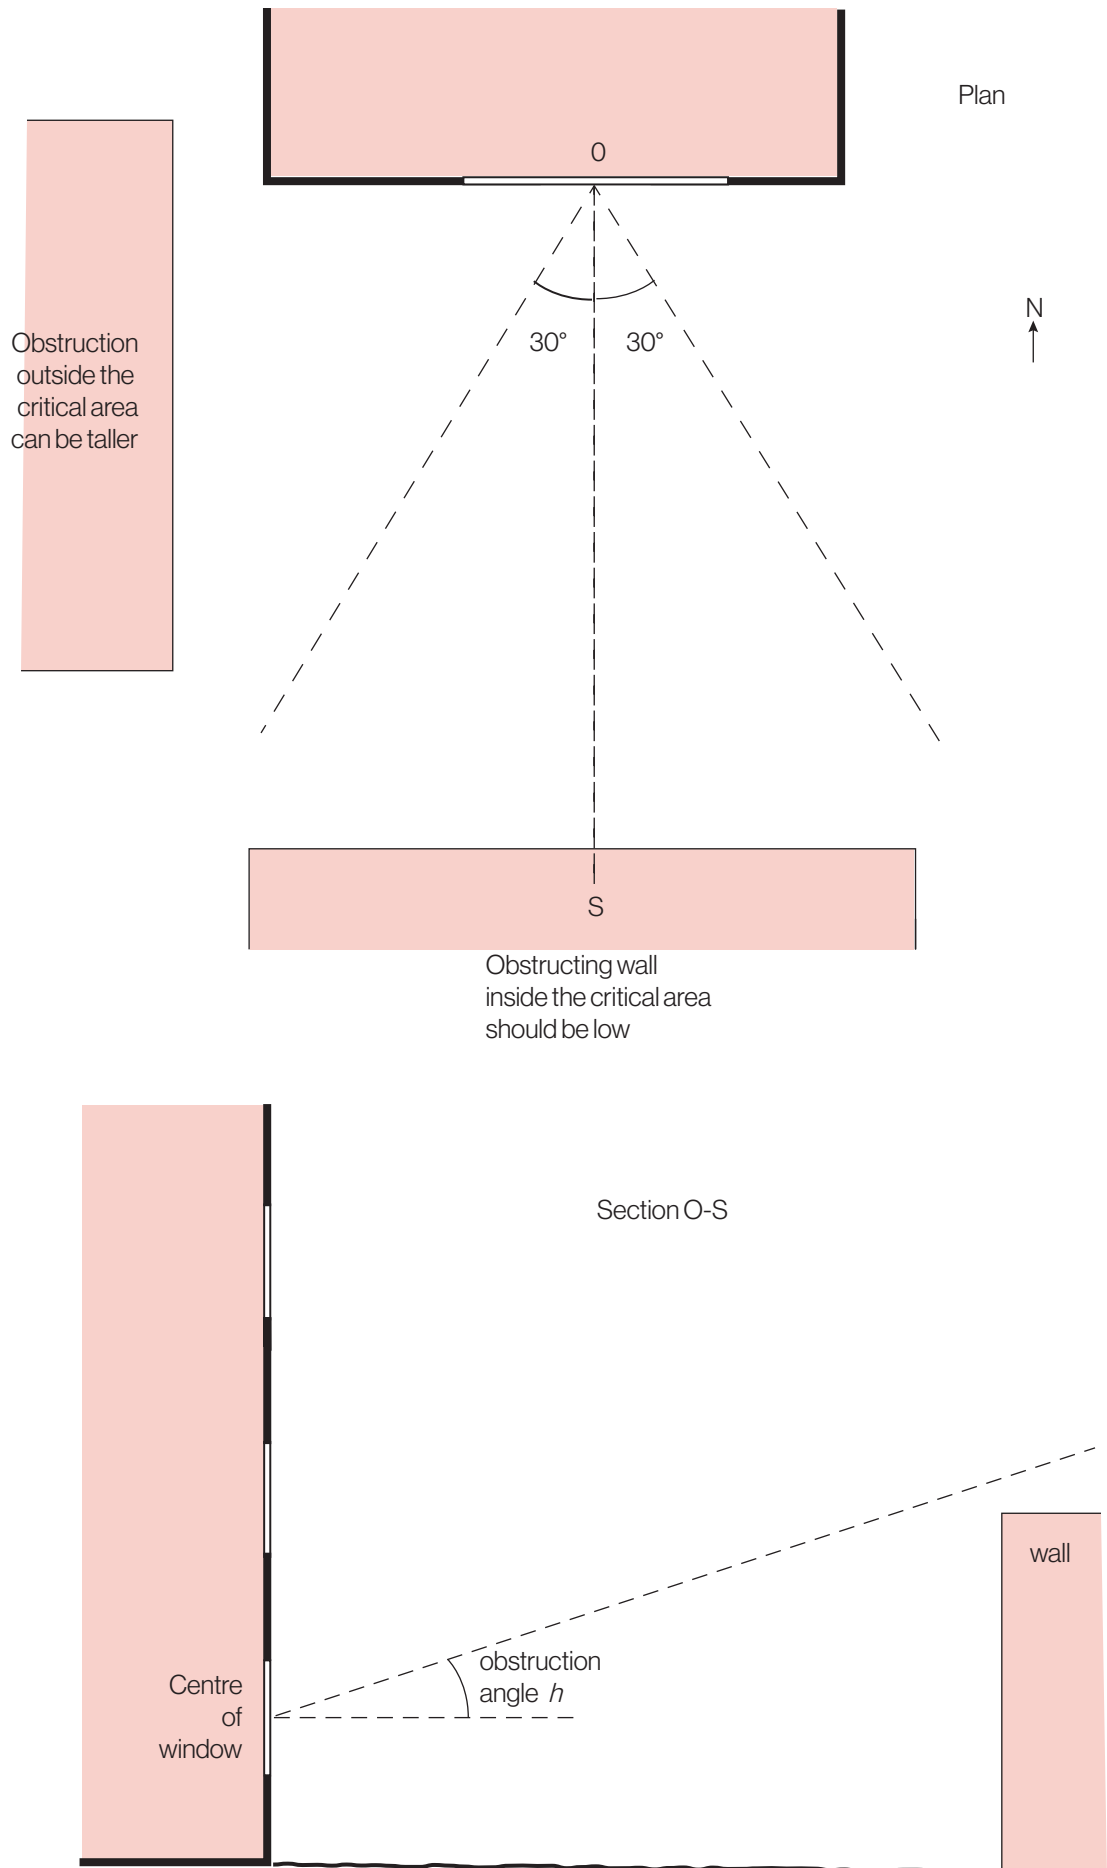 Plan
0
N
Obstruction
outside the
critical area
can be taller
30°
30°
S
Obstructing wall
inside the critical area
should be low
Section O-S
wall
obstruction
angle h
Centre
of
window